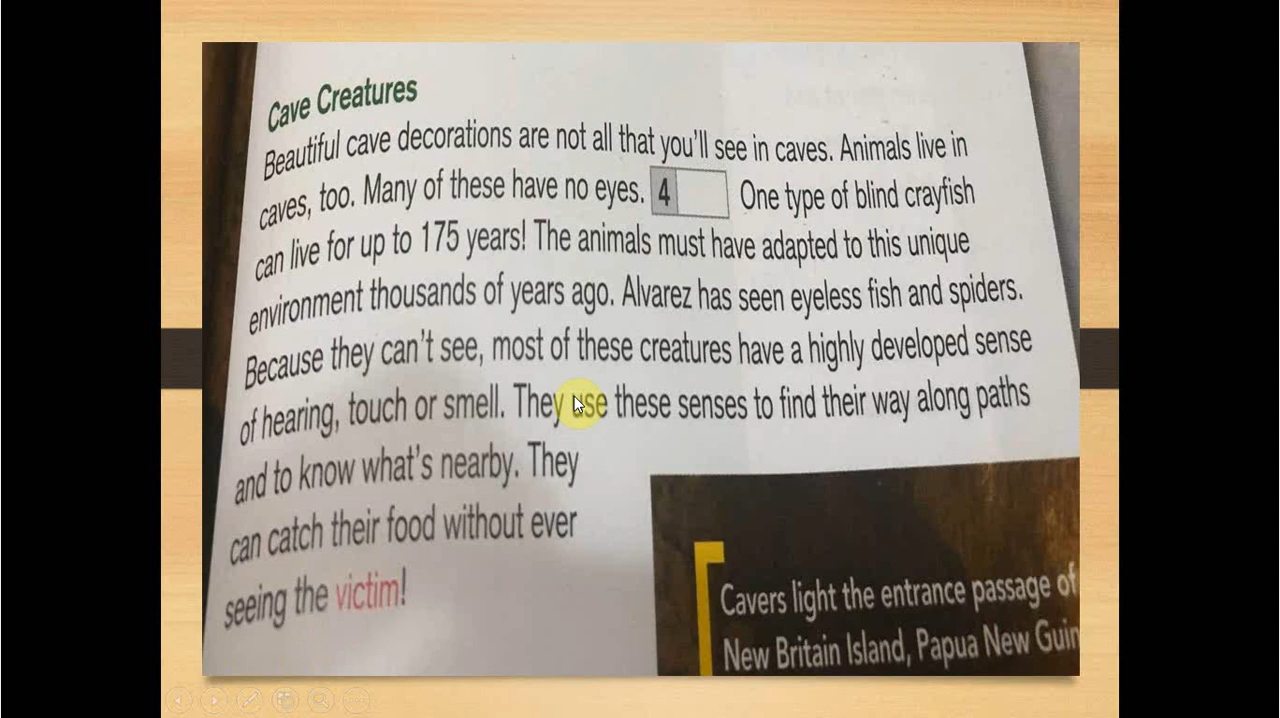 Cave Creatures
Beautiful cave decorations are not all that you'll see in caves. Animals live in
caves, too. Many of these have no eyes. 4 One type of blind crayfish
can live for up to 175 years! The animals must have adapted to this unique
environment thousands of years ago. Alvarez has seen eyeless fish and spiders.
Because they can't see, most of these creatures have a highly developed sense
of hearing, touch or smell. They use these senses to find their way along paths
and to know what's nearby. They
can catch their food without ever
seeing the victim!
Cavers light the entrance passage of
New Britain Island, Papua New Guin